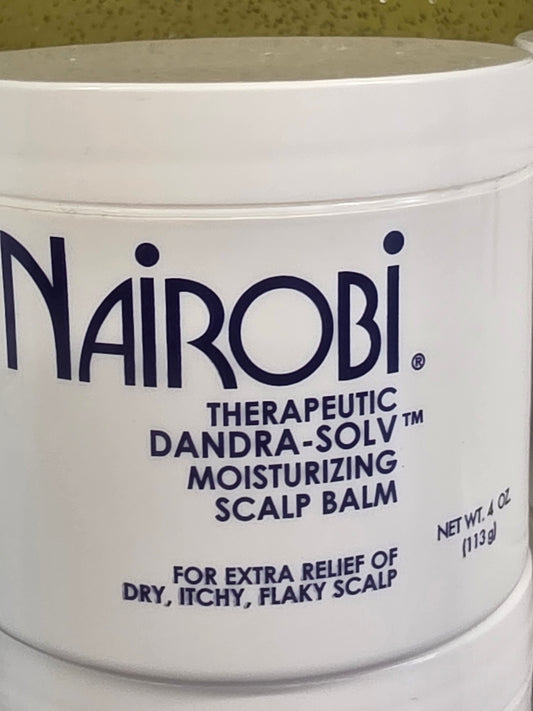 NAiROBi®
THERAPEUTIC
DANDRA-SOLV™
MOISTURIZING
SCALP BALM
NET WT. 4 OZ.
(113g)
FOR EXTRA RELIEF OF
DRY, ITCHY, FLAKY SCALP